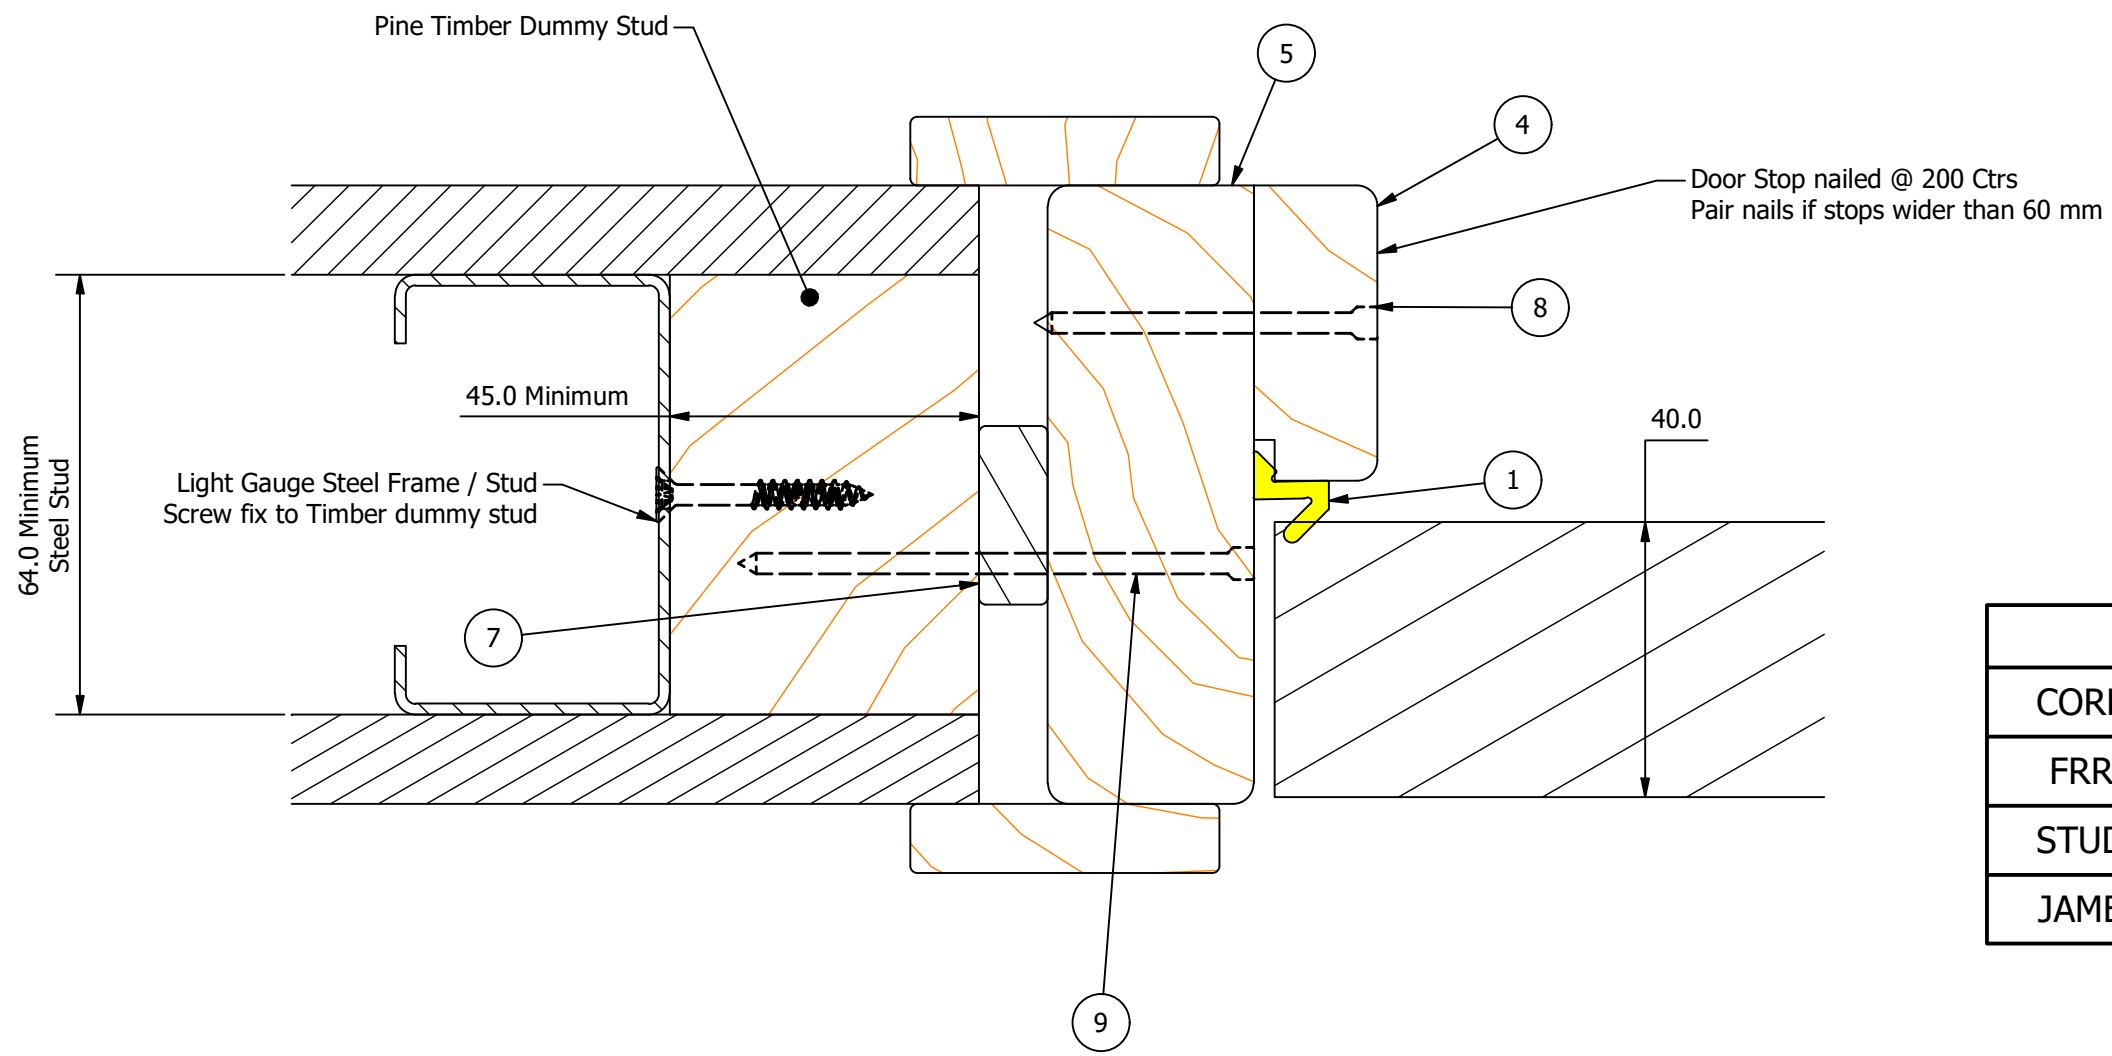 Pine Timber Dummy Stud
5
4
Door Stop nailed @ 200 Ctrs
Pair nails if stops wider than 60 mm
8
45.0 Minimum
40.0
64.0 Minimum
Steel Stud
Light Gauge Steel Frame / Stud
Screw fix to Timber dummy stud
1
7
9
FRR